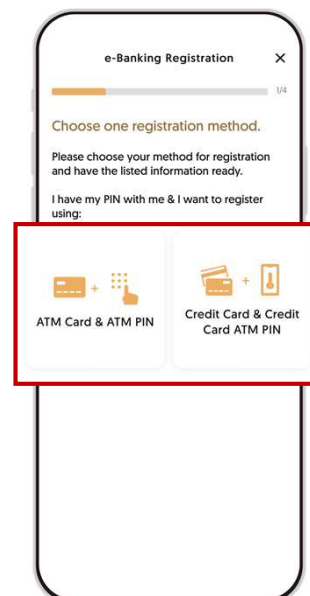 e-Banking Registration
1/4
Choose one registration method.
Please choose your method for registration
and have the listed information ready.
I have my PIN with me & I want to register
using:
ATM Card & ATM PIN
Credit Card & Credit
Card ATM PIN